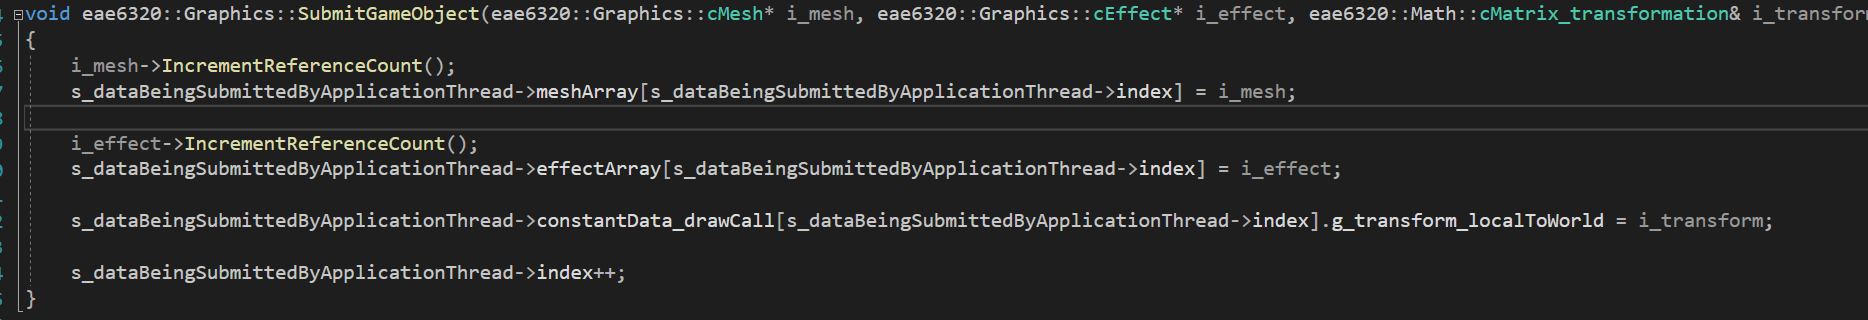 void eae6320::Graphics::SubmitGameObject(eae6320::Graphics::cMesh* i_mesh, eae6320::Graphics::cEffect* i_effect, eae6320::Math::cMatrix_transformation& i_transfor
{
i_mesh->IncrementReferenceCount();
s_dataBeingSubmittedByApplicationThread->meshArray[s_dataBeingSubmittedByApplicationThread->index] = i_mesh;
i_effect->IncrementReferenceCount();
s_dataBeingSubmittedByApplicationThread->effectArray[s_dataBeingSubmittedByApplicationThread->index] = i_effect;
s_dataBeingSubmittedByApplicationThread->constantData_drawCall[s_dataBeingSubmittedByApplicationThread->index].g_transform_localToWorld = i_transform;
s_dataBeingSubmittedByApplicationThread->index++;
}